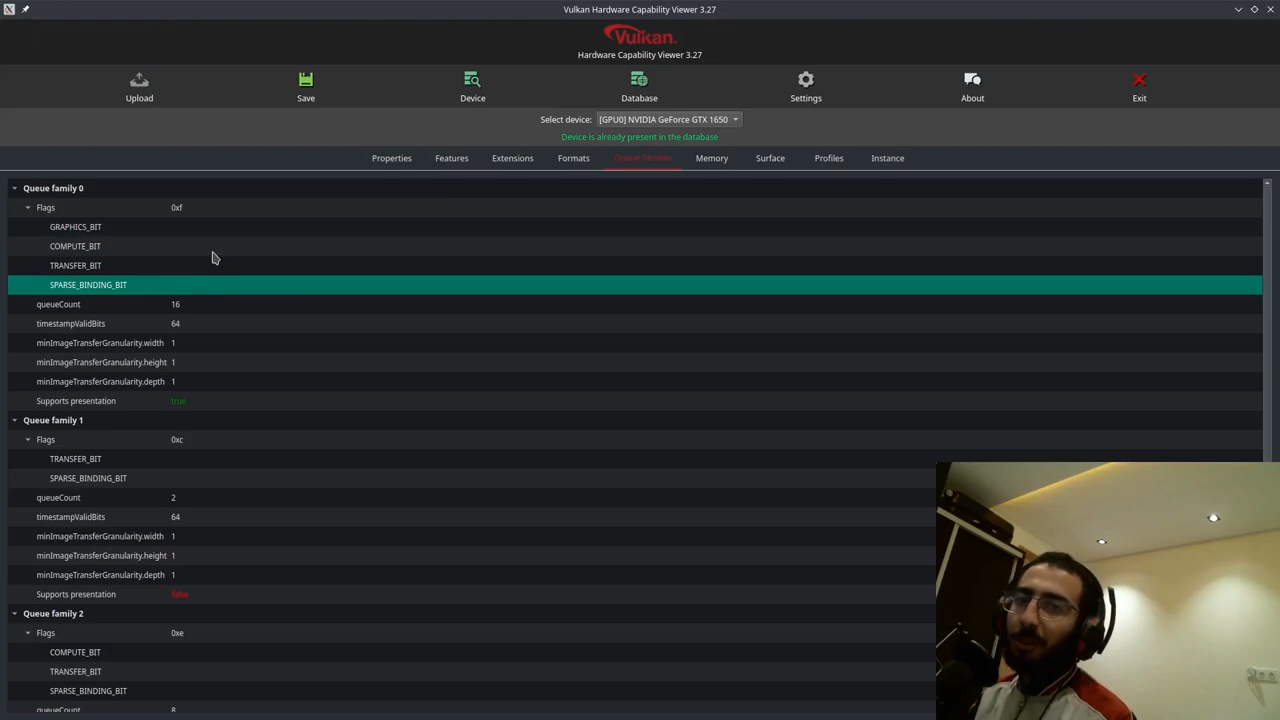 Vulkan Hardware Capability Viewer 3.27
Vulkan.
Hardware Capability Viewer 3.27
Upload Save Device Database Settings About Exit
Select device: [GPU0] NVIDIA GeForce GTX 1650
Device is already present in the database
Properties Features Extensions Formats Queue families Memory Surface Profiles Instance
Queue family 0
Flags 0xf
GRAPHICS_BIT
COMPUTE_BIT
TRANSFER_BIT
SPARSE_BINDING_BIT
queueCount 16
timestampValidBits 64
minImageTransferGranularity.width 1
minImageTransferGranularity.height 1
minImageTransferGranularity.depth 1
Supports presentation true
Queue family 1
Flags 0xc
TRANSFER_BIT
SPARSE_BINDING_BIT
queueCount 2
timestampValidBits 64
minImageTransferGranularity.width 1
minImageTransferGranularity.height 1
minImageTransferGranularity.depth 1
Supports presentation false
Queue family 2
Flags 0xe
COMPUTE_BIT
TRANSFER_BIT
SPARSE_BINDING_BIT
queueCount 8